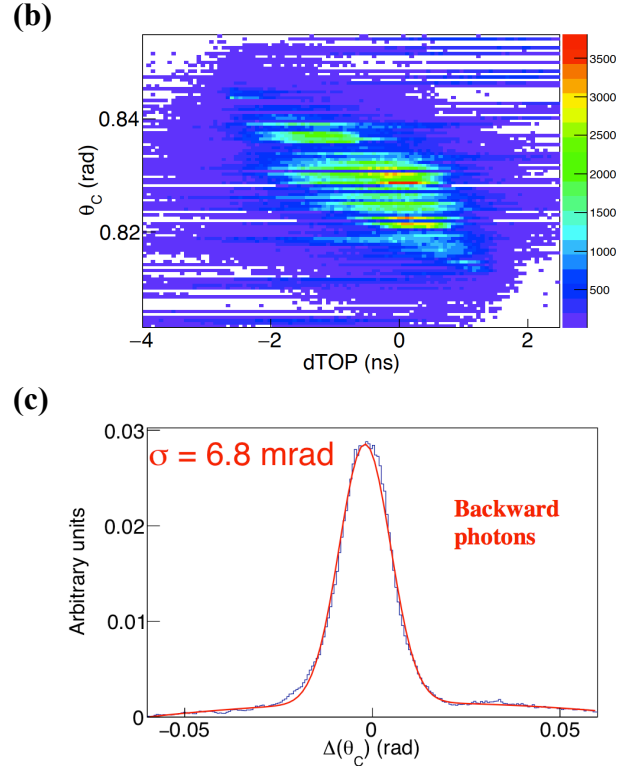 (b)
θC (rad)
0.84
0.82
−4
−2
0
2
dTOP (ns)
3500
3000
2500
2000
1500
1000
500
(c)
σ = 6.8 mrad
Backward
photons
Arbitrary units
0.03
0.02
0.01
0
−0.05
0
0.05
Δ(θC) (rad)